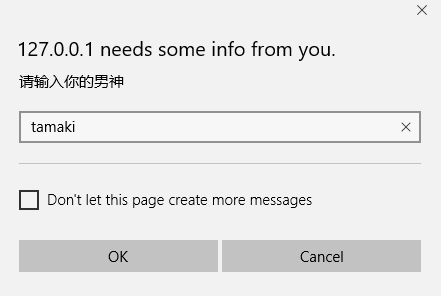 127.0.0.1 needs some info from you.
请输入你的男神
tamaki
Don't let this page create more messages
OK
Cancel